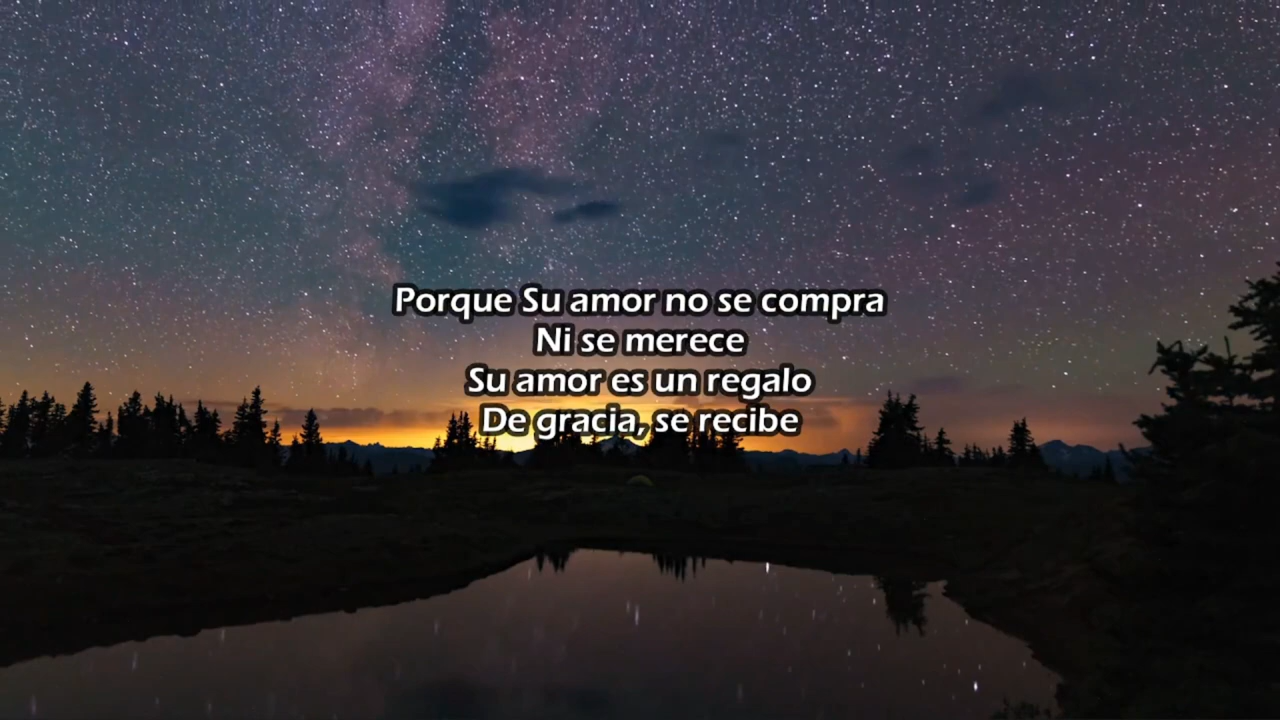 Porque Su amor no se compra
Ni se merece
Su amor es un regalo
De gracia, se recibe